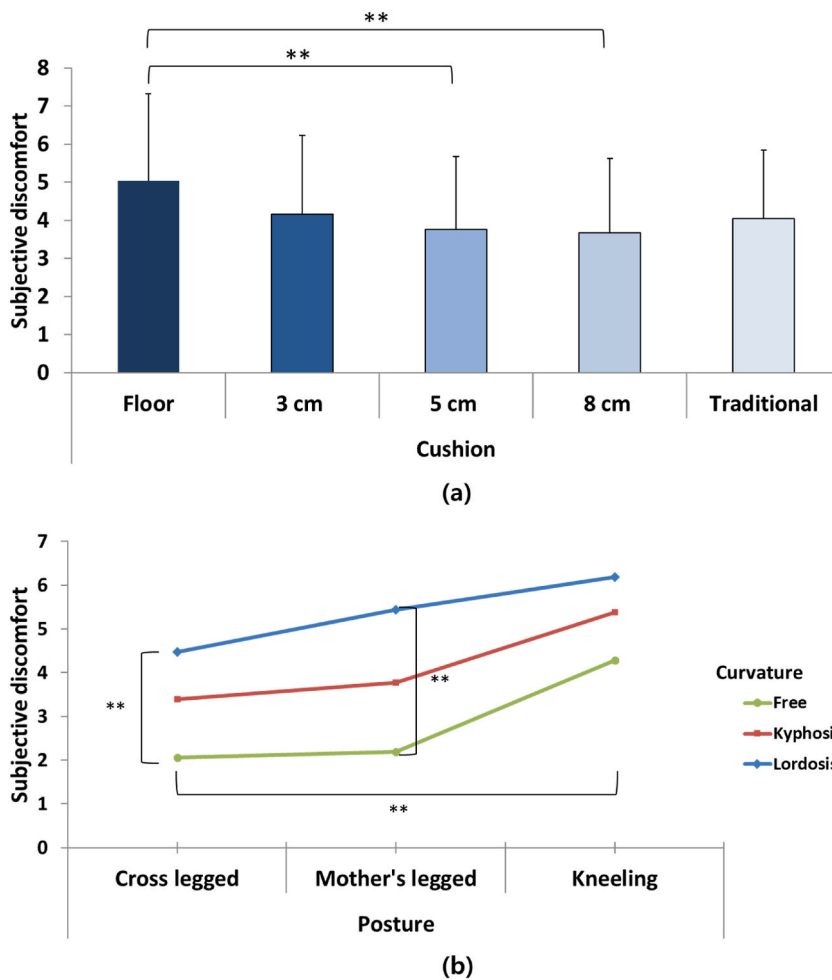 **
**
8
7
6
5
4
3
2
1
0
Subjective discomfort
Floor 3 cm 5 cm 8 cm Traditional
Cushion
(a)
7
6
5
4
3
2
1
0
Subjective discomfort
**
**
**
Curvature
Free
Kyphosi
Lordosis
Cross legged Mother's legged Kneeling
Posture
(b)